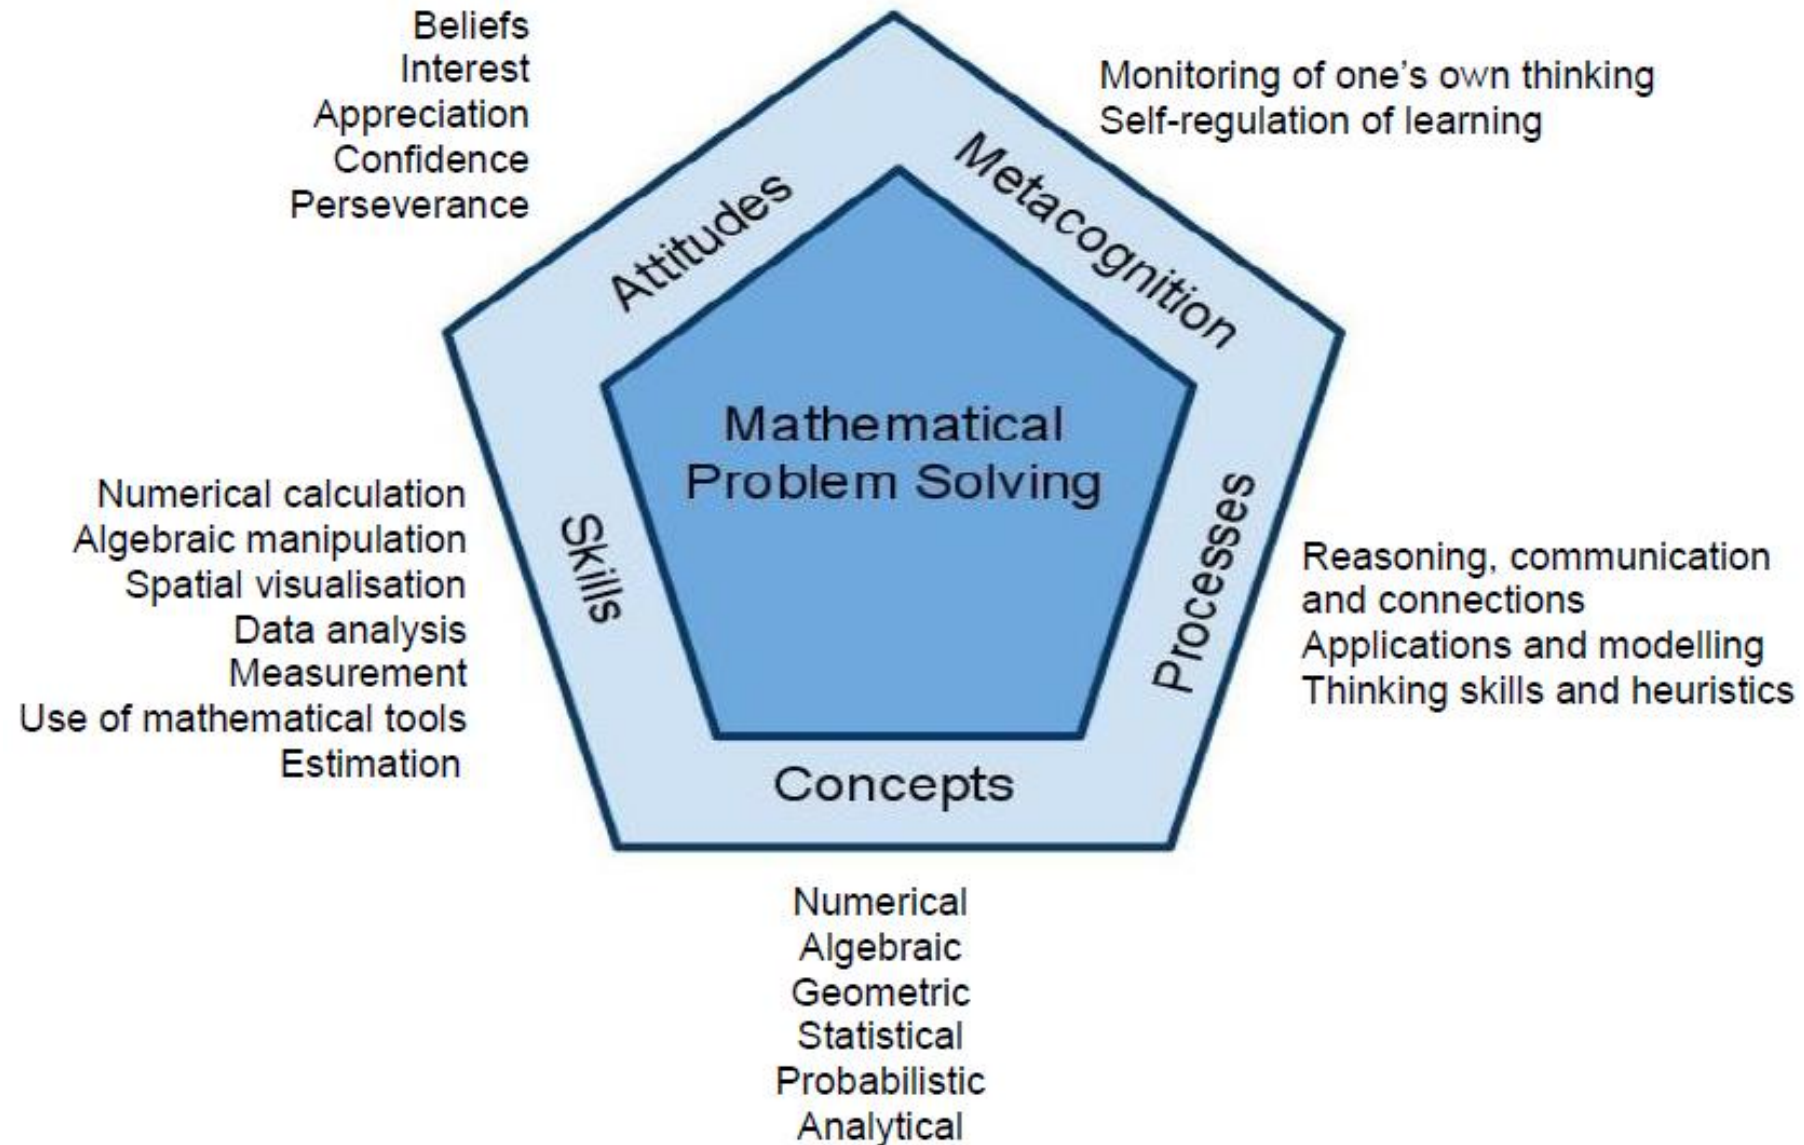 Beliefs
Interest
Appreciation
Confidence
Perseverance
Monitoring of one's own thinking
Self-regulation of learning
Attitudes
Metacognition
Mathematical
Problem Solving
Skills
Processes
Concepts
Numerical calculation
Algebraic manipulation
Spatial visualisation
Data analysis
Measurement
Use of mathematical tools
Estimation
Reasoning, communication
and connections
Applications and modelling
Thinking skills and heuristics
Numerical
Algebraic
Geometric
Statistical
Probabilistic
Analytical